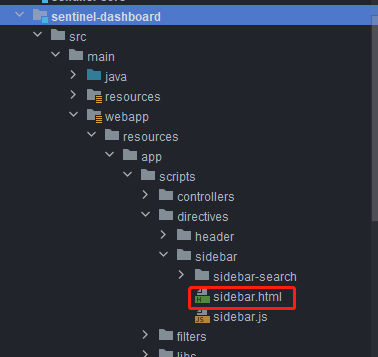 sentinel-dashboard
src
main
java
resources
webapp
resources
app
scripts
controllers
directives
header
sidebar
sidebar-search
sidebar.html
sidebar.js
filters
libs